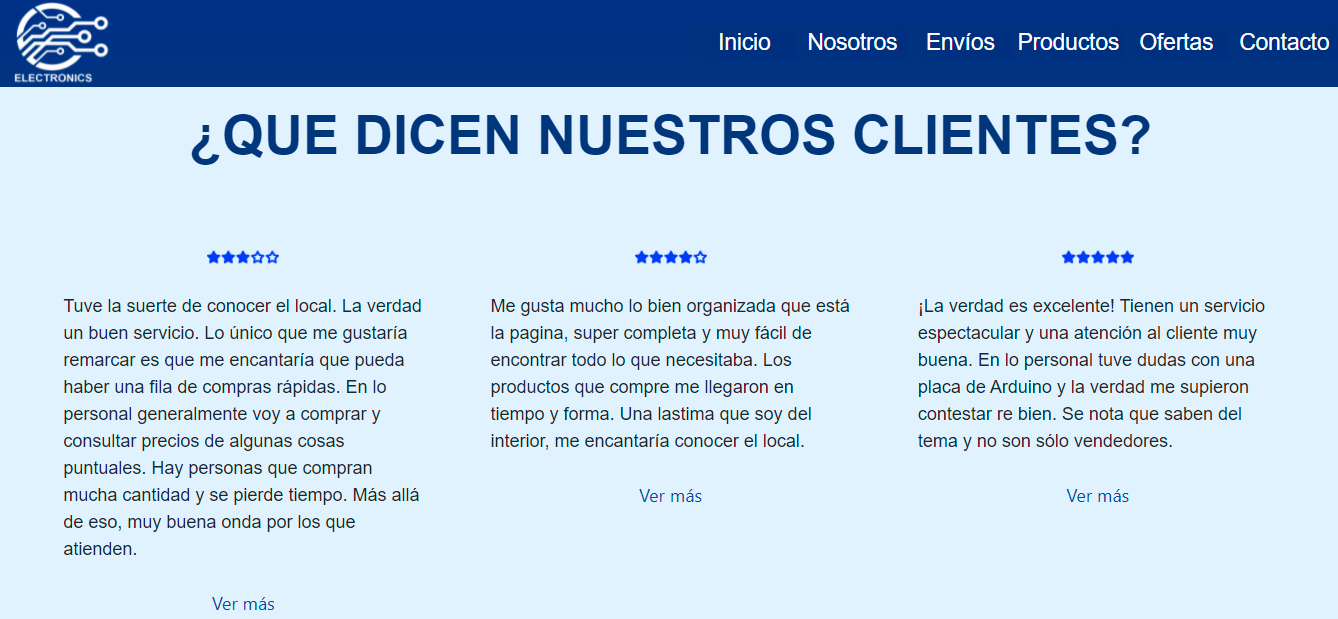 ELECTRONICS
Inicio Nosotros Envíos Productos Ofertas Contacto
¿QUE DICEN NUESTROS CLIENTES?
Tuve la suerte de conocer el local. La verdad
un buen servicio. Lo único que me gustaría
remarcar es que me encantaría que pueda
haber una fila de compras rápidas. En lo
personal generalmente voy a comprar y
consultar precios de algunas cosas
puntuales. Hay personas que compran
mucha cantidad y se pierde tiempo. Más allá
de eso, muy buena onda por los que
atienden.
Ver más
Me gusta mucho lo bien organizada que está
la pagina, super completa y muy fácil de
encontrar todo lo que necesitaba. Los
productos que compre me llegaron en
tiempo y forma. Una lastima que soy del
interior, me encantaría conocer el local.
Ver más
¡La verdad es excelente! Tienen un servicio
espectacular y una atención al cliente muy
buena. En lo personal tuve dudas con una
placa de Arduino y la verdad me supieron
contestar re bien. Se nota que saben del
tema y no son sólo vendedores.
Ver más